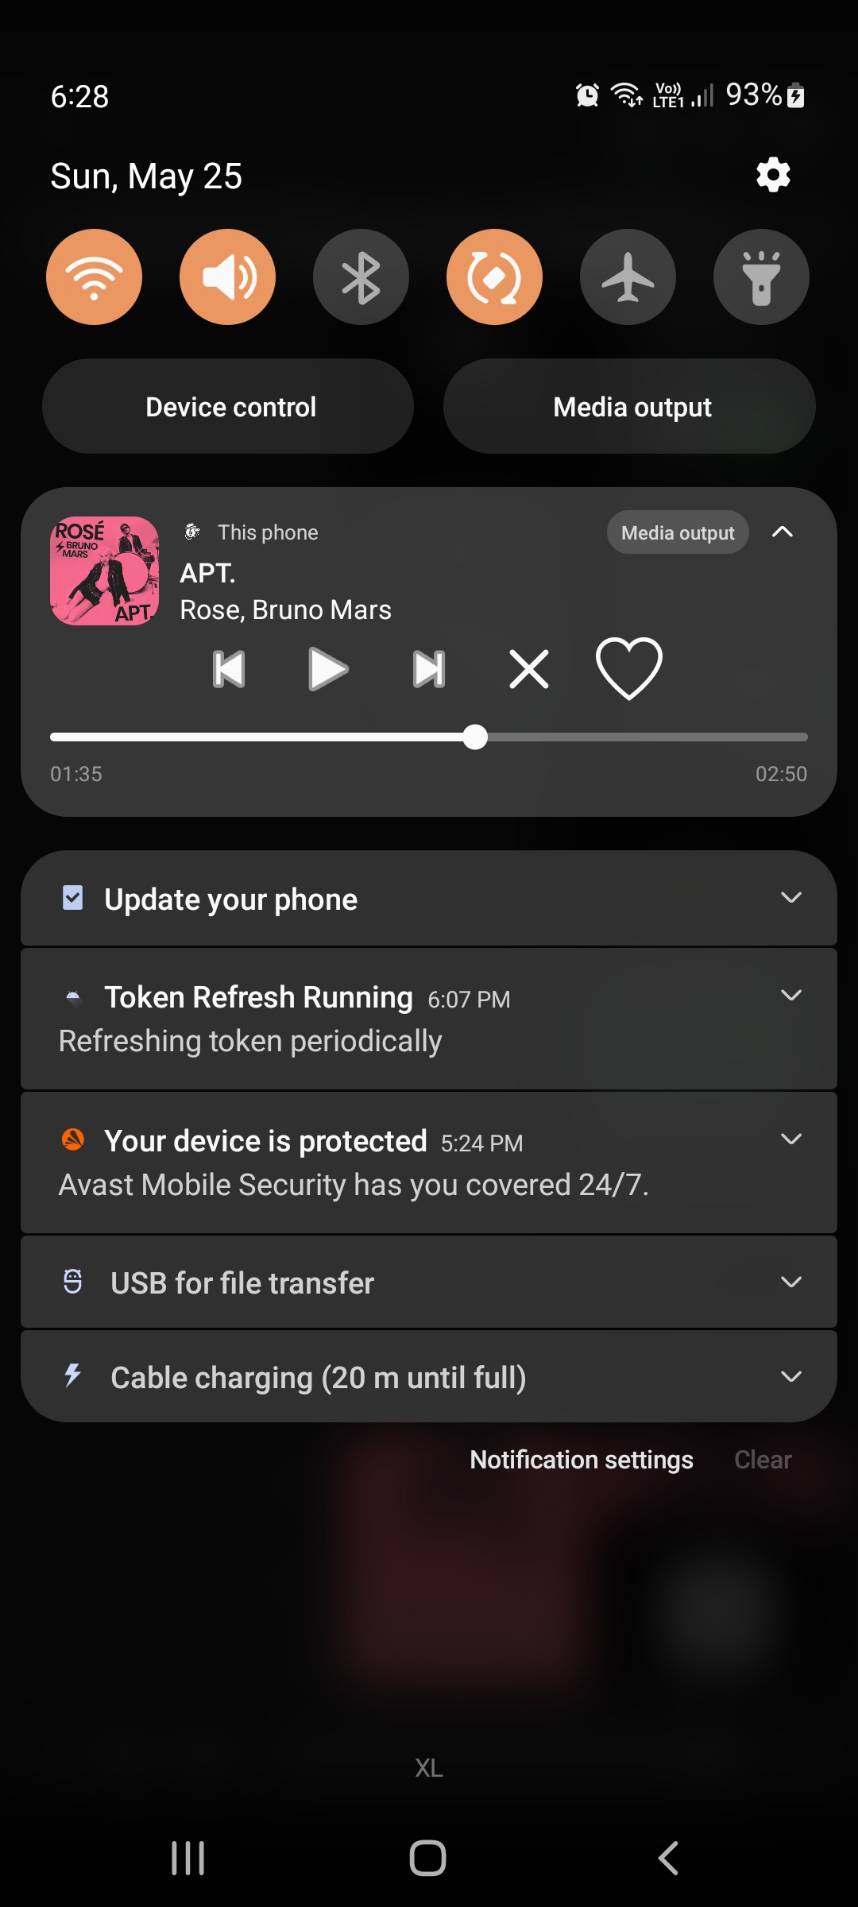 6:28
Vo)) LTE1 93%
Sun, May 25
Device control
Media output
ROSÉ
BRUNO
MARS
APT.
This phone
Media output
APT.
Rose, Bruno Mars
01:35
02:50
Update your phone
Token Refresh Running 6:07 PM
Refreshing token periodically
Your device is protected 5:24 PM
Avast Mobile Security has you covered 24/7.
USB for file transfer
Cable charging (20 m until full)
Notification settings
Clear
XL